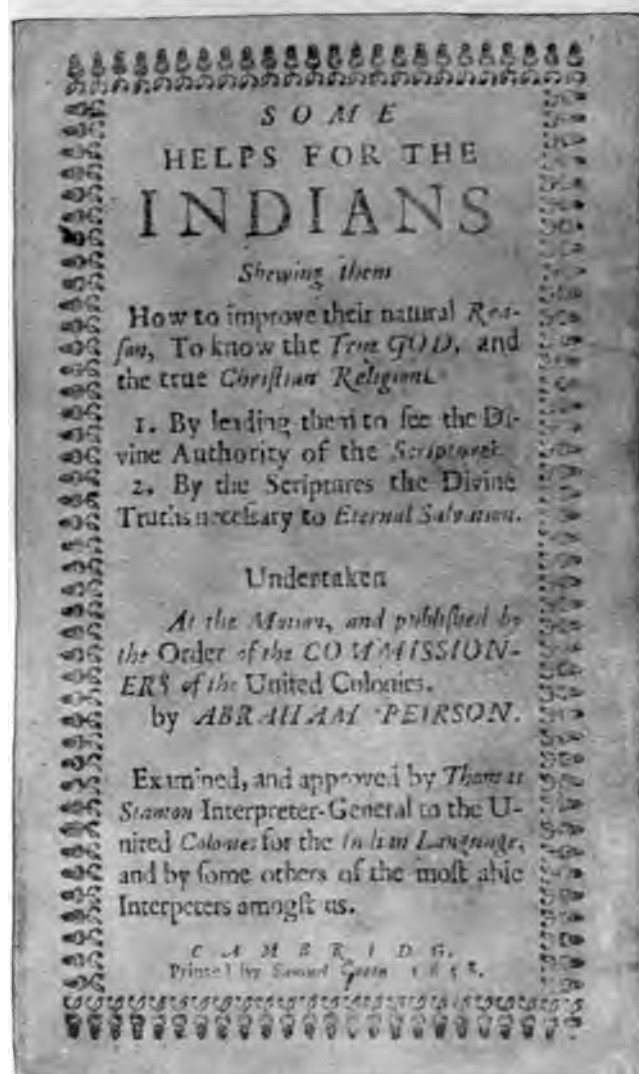 SOME
HELPS FOR THE
INDIANS
Shewing them
How to improve their natural Rea-
ſon, To know the True GOD, and
the true Chriſtian Religion.
1. By leading them to ſee the Di-
vine Authority of the Scriptures.
2. By the Scriptures the Divine
Truths neceſſary to Eternal Salvation.
Undertaken
At the Motion, and publiſhed by
the Order of the COMMISSION-
ERS of the United Colonies.
by ABRAHAM PEIRSON.
Examined, and approved by Thomas
Stanton Interpreter-General to the U-
nited Colonies for the Indian Language,
and by ſome others of the moſt able
Interpeters amogſt us.
CAMBRIDG.
Printed by Samuel Green 1658.